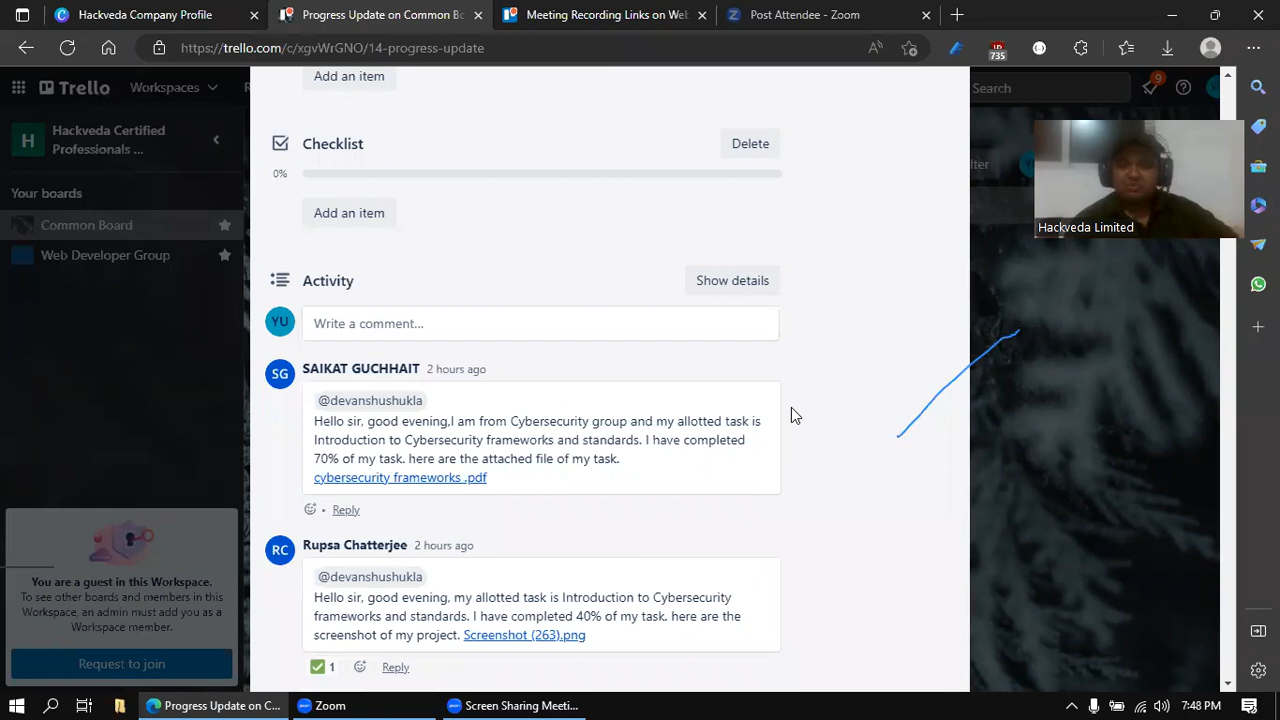 Hackveda Company Profile
Progress Update on Common Bo
Meeting Recording Links on Web
Post Attendee - Zoom
https://trello.com/c/xgvWrGNO/14-progress-update
735
Trello
Workspaces
Search
9
Hackveda Certified
Professionals ...
Your boards
Common Board
Web Developer Group
You are a guest in this Workspace.
To see other boards and members in this
Workspace, an admin must add you as a
Workspace member.
Request to join
Add an item
Checklist
Delete
0%
Add an item
Activity
Show details
YU
Write a comment...
SG
SAIKAT GUCHHAIT 2 hours ago
@devanshushukla
Hello sir, good evening,I am from Cybersecurity group and my allotted task is
Introduction to Cybersecurity frameworks and standards. I have completed
70% of my task. here are the attached file of my task.
cybersecurity frameworks .pdf
• Reply
RC
Rupsa Chatterjee 2 hours ago
@devanshushukla
Hello sir, good evening, my allotted task is Introduction to Cybersecurity
frameworks and standards. I have completed 40% of my task. here are the
screenshot of my project. Screenshot (263).png
1
Reply
Hackveda Limited
lter
Progress Update on C...
Zoom
Screen Sharing Meeti...
7:48 PM